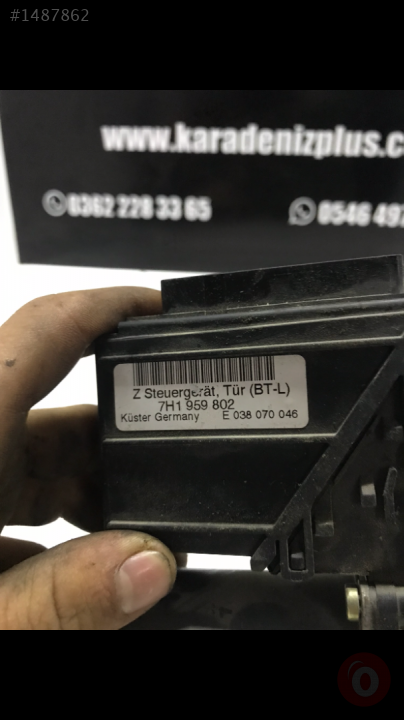 #1487862
www.karadenizplus.c
0362 228 33 65
0546 497
Z Steuergerät, Tür (BT-L)
7H1 959 802
Küster Germany E 038 070 046